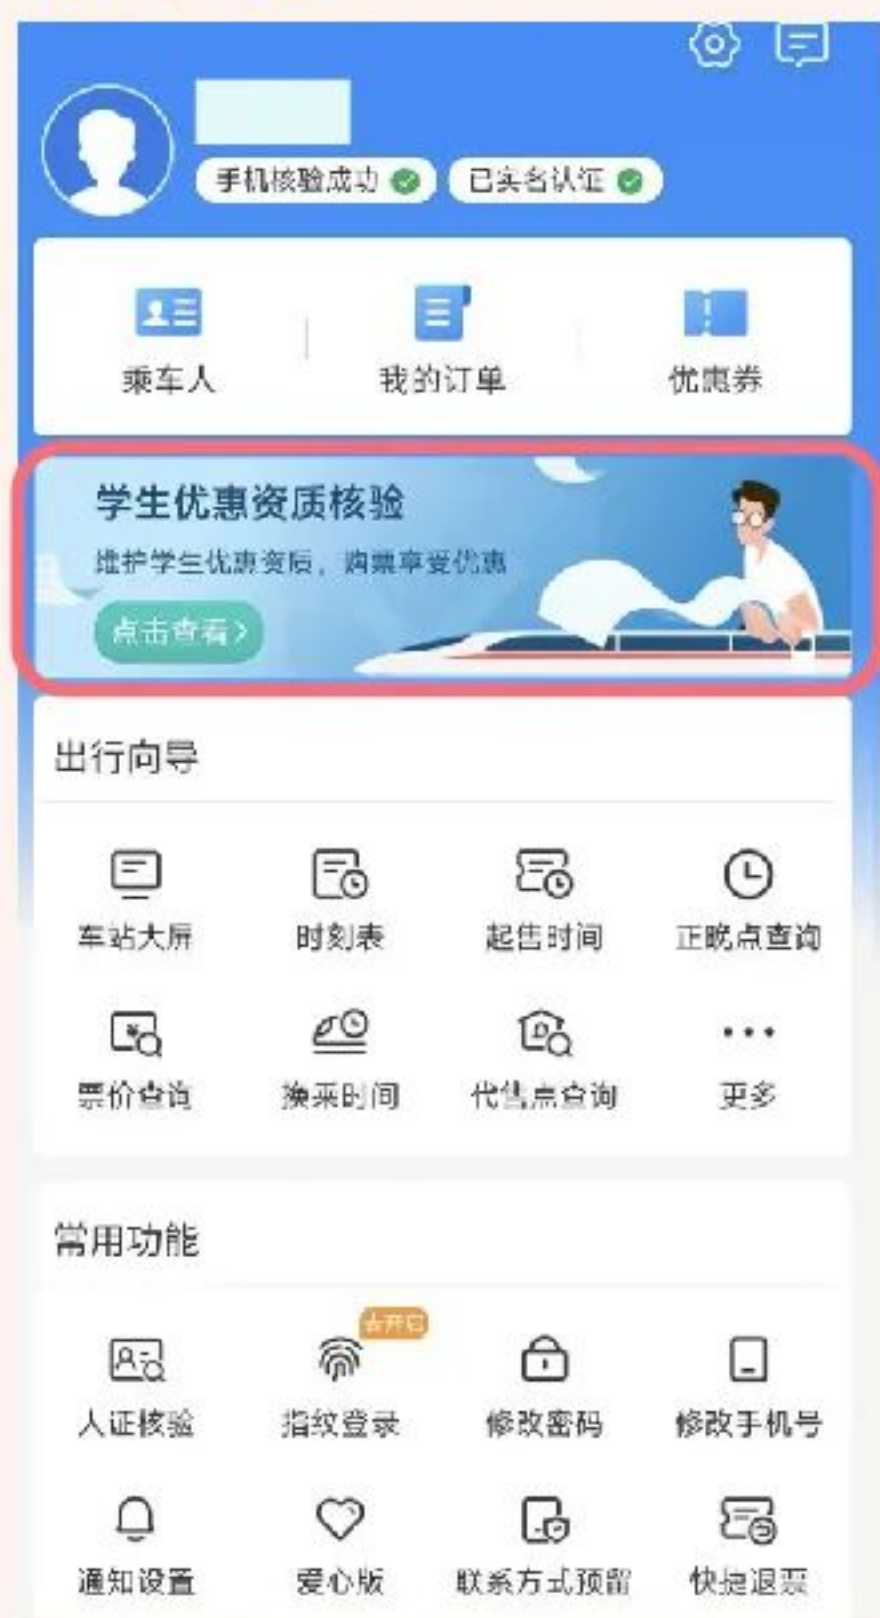 手机核验成功 已实名认证
乘车人 我的订单 优惠券
学生优惠资质核验
维护学生优惠资质，购票享受优惠
点击查看>
出行向导
车站大屏 时刻表 起售时间 正晚点查询
票价查询 换乘时间 代售点查询 更多
常用功能
去开启
人证核验 指纹登录 修改密码 修改手机号
通知设置 爱心版 联系方式预留 快捷退票